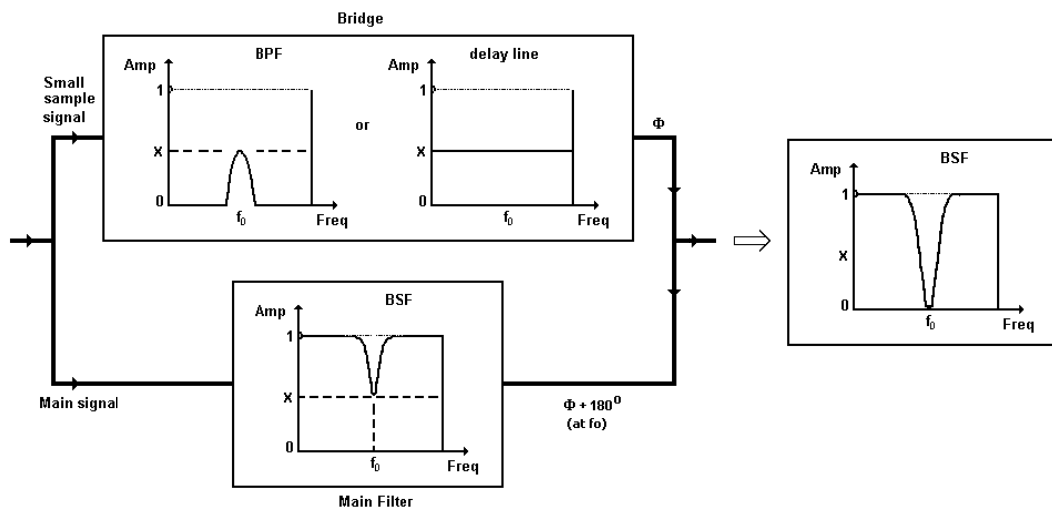 Bridge
Small
sample
signal
BPF
Amp
1
X
0
f0
Freq
or
delay line
Amp
1
X
0
f0
Freq
Φ
BSF
Amp
1
X
0
f0
Freq
Main signal
BSF
Amp
1
X
0
f0
Freq
Main Filter
Φ + 180°
(at fo)